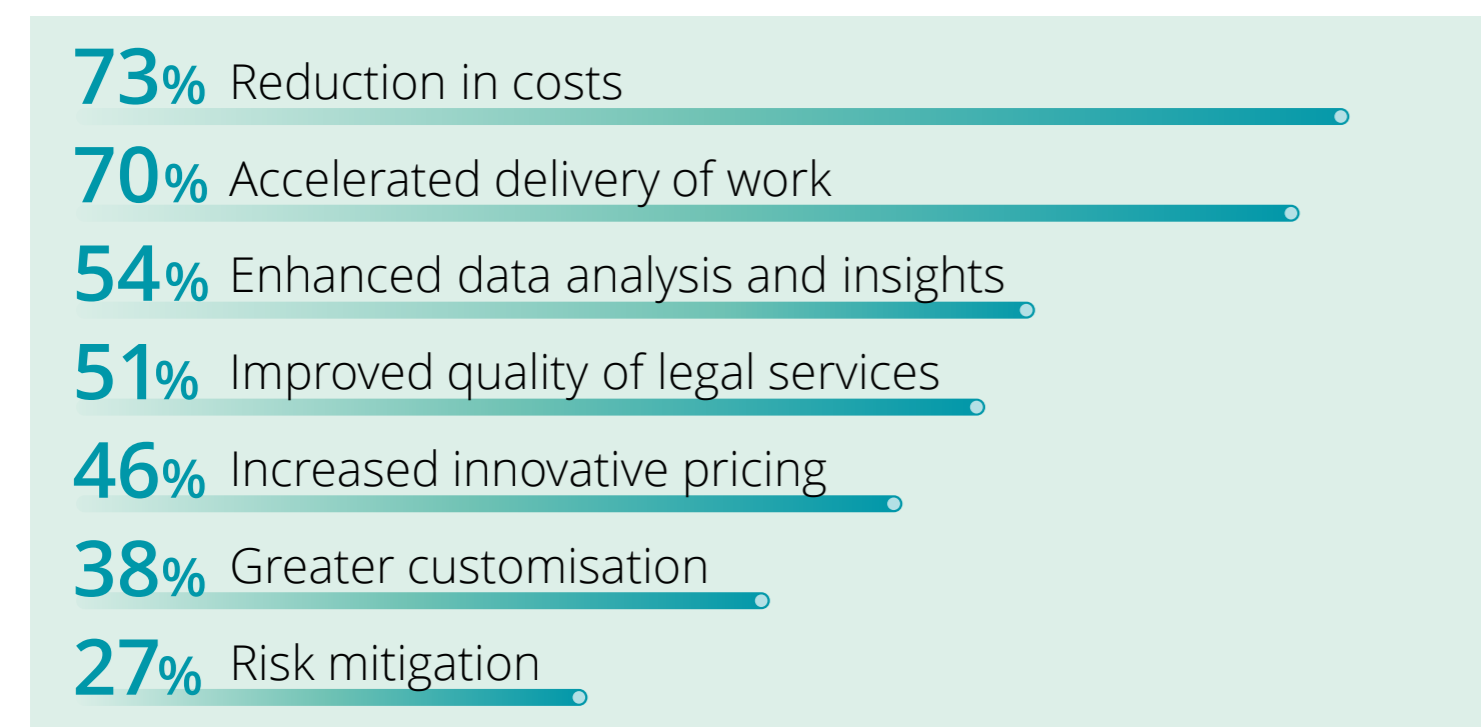 73% Reduction in costs
70% Accelerated delivery of work
54% Enhanced data analysis and insights
51% Improved quality of legal services
46% Increased innovative pricing
38% Greater customisation
27% Risk mitigation